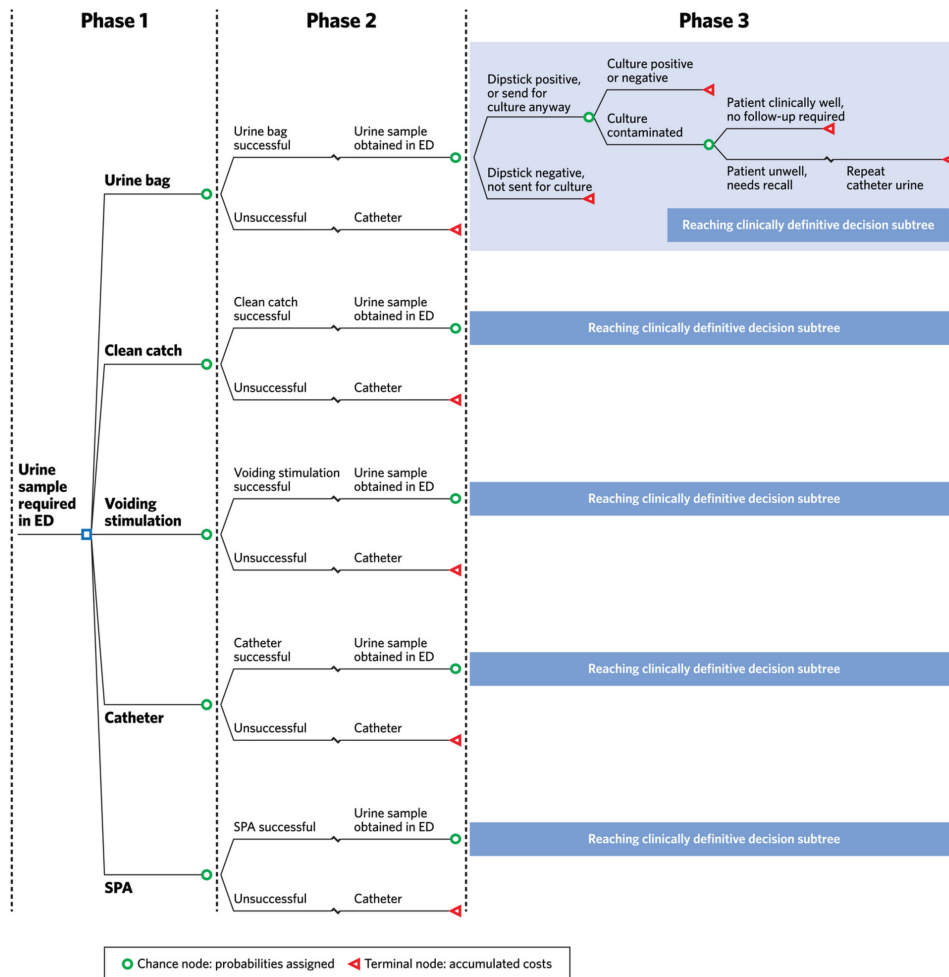 Phase 1
Phase 2
Phase 3
Urine
sample
required
in ED
Urine bag
Urine bag
successful
Urine sample
obtained in ED
Unsuccessful
Catheter
Dipstick positive,
or send for
culture anyway
Culture positive
or negative
Culture
contaminated
Patient clinically well,
no follow-up required
Patient unwell,
needs recall
Repeat
catheter urine
Dipstick negative,
not sent for culture
Reaching clinically definitive decision subtree
Clean catch
Clean catch
successful
Urine sample
obtained in ED
Unsuccessful
Catheter
Reaching clinically definitive decision subtree
Voiding
stimulation
Voiding stimulation
successful
Urine sample
obtained in ED
Unsuccessful
Catheter
Reaching clinically definitive decision subtree
Catheter
Catheter
successful
Urine sample
obtained in ED
Unsuccessful
Catheter
Reaching clinically definitive decision subtree
SPA
SPA successful
Urine sample
obtained in ED
Unsuccessful
Catheter
Reaching clinically definitive decision subtree
Chance node: probabilities assigned
Terminal node: accumulated costs